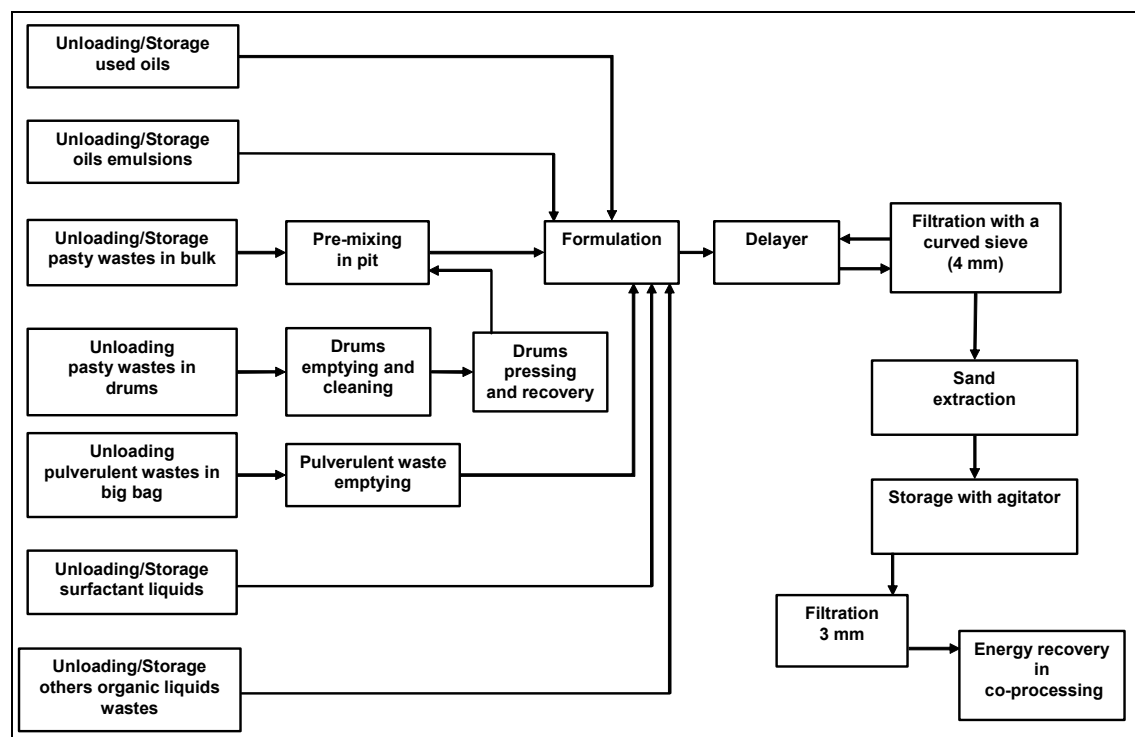 Unloading/Storage
used oils
Unloading/Storage
oils emulsions
Unloading/Storage
pasty wastes in bulk
Pre-mixing
in pit
Formulation
Delayer
Filtration with a
curved sieve
(4 mm)
Unloading
pasty wastes in
drums
Drums
emptying and
cleaning
Drums
pressing
and recovery
Sand
extraction
Unloading
pulverulent wastes in
big bag
Pulverulent waste
emptying
Storage with agitator
Unloading/Storage
surfactant liquids
Filtration
3 mm
Energy recovery
in
co-processing
Unloading/Storage
others organic liquids
wastes